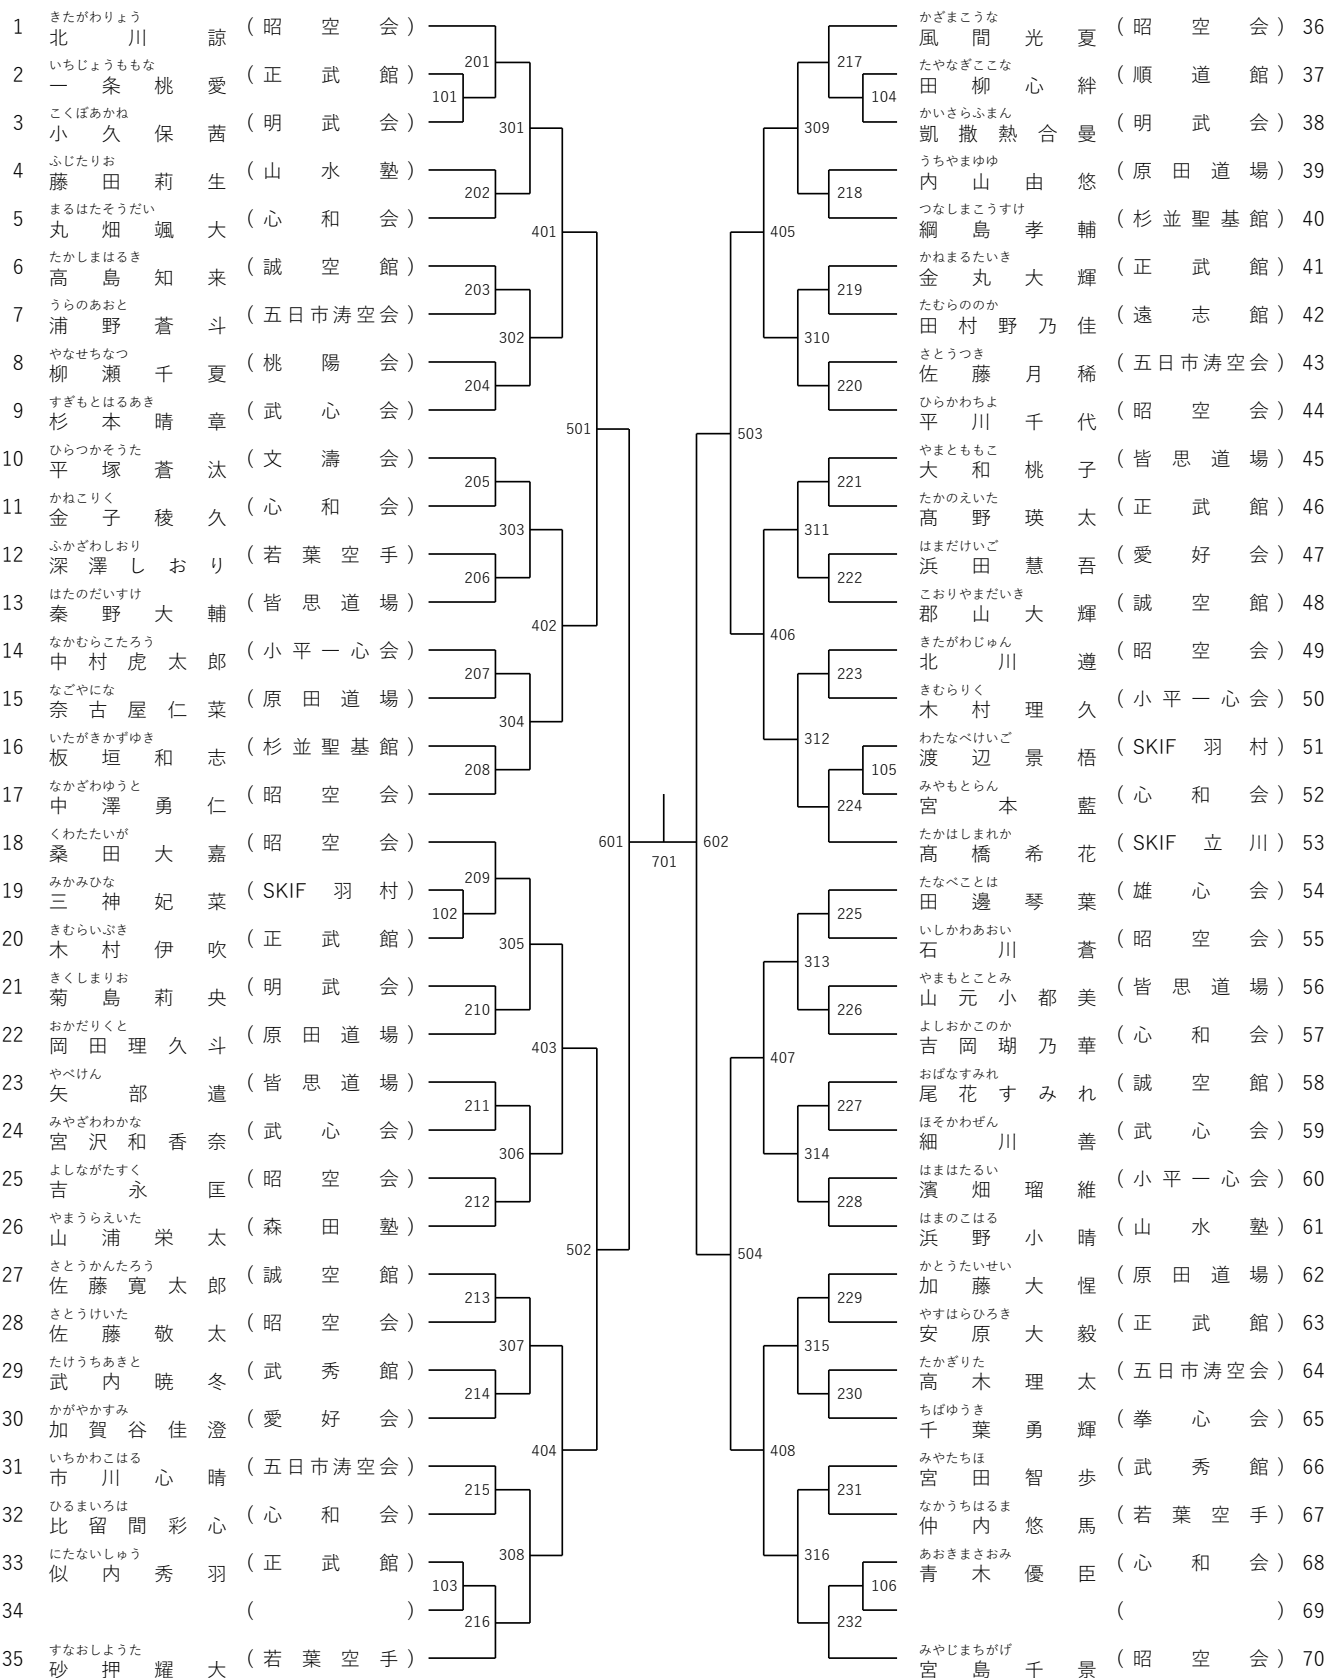 きたがわりょう
1 北川諒 (昭空会)
いちじょうももな
2 一条桃愛 (正武館)
こくぼあかね
3 小久保茜 (明武会)
ふじたりお
4 藤田莉生 (山水塾)
まるはたそうだい
5 丸畑颯大 (心和会)
たかしまはるき
6 高島知来 (誠空館)
うらのあおと
7 浦野蒼斗 (五日市涛空会)
やなせちなつ
8 柳瀬千夏 (桃陽会)
すぎもとはるあき
9 杉本晴章 (武心会)
ひらつかそうた
10 平塚蒼汰 (文濤会)
かねこりく
11 金子稜久 (心和会)
ふかざわしおり
12 深澤しおり (若葉空手)
はたのだいすけ
13 秦野大輔 (皆思道場)
なかむらこたろう
14 中村虎太郎 (小平一心会)
なごやにな
15 奈古屋仁菜 (原田道場)
いたがきかずゆき
16 板垣和志 (杉並聖基館)
なかざわゆうと
17 中澤勇仁 (昭空会)
くわたたいが
18 桑田大嘉 (昭空会)
みかみひな
19 三神妃菜 (SKIF 羽村)
きむらいぶき
20 木村伊吹 (正武館)
きくしまりお
21 菊島莉央 (明武会)
おかだりくと
22 岡田理久斗 (原田道場)
やべけん
23 矢部遣 (皆思道場)
みやざわわかな
24 宮沢和香奈 (武心会)
よしながたすく
25 吉永匡 (昭空会)
やまうらえいた
26 山浦栄太 (森田塾)
さとうかんたろう
27 佐藤寛太郎 (誠空館)
さとうけいた
28 佐藤敬太 (昭空会)
たけうちあきと
29 武内暁冬 (武秀館)
かがやかすみ
30 加賀谷佳澄 (愛好会)
いちかわこはる
31 市川心晴 (五日市涛空会)
ひるまいろは
32 比留間彩心 (心和会)
にたないしゅう
33 似内秀羽 (正武館)
34 ( )
すなおしようた
35 砂押耀大 (若葉空手)
101
102
103
201
202
203
204
205
206
207
208
209
210
211
212
213
214
215
216
301
302
303
304
305
306
307
308
401
402
403
404
501
502
601
701
602
503
504
405
406
407
408
309
310
311
312
313
314
315
316
217
218
219
220
221
222
223
224
225
226
227
228
229
230
231
232
104
105
106
かざまこうな
風間光夏 (昭空会) 36
たやなぎここな
田柳心絆 (順道館) 37
かいさらふまん
凱撒熱合曼 (明武会) 38
うちやまゆゆ
内山由悠 (原田道場) 39
つなしまこうすけ
綱島孝輔 (杉並聖基館) 40
かねまるたいき
金丸大輝 (正武館) 41
たむらののか
田村野乃佳 (遠志館) 42
さとうつき
佐藤月稀 (五日市涛空会) 43
ひらかわちよ
平川千代 (昭空会) 44
やまとももこ
大和桃子 (皆思道場) 45
たかのえいた
髙野瑛太 (正武館) 46
はまだけいご
浜田慧吾 (愛好会) 47
こおりやまだいき
郡山大輝 (誠空館) 48
きたがわじゅん
北川遵 (昭空会) 49
きむらりく
木村理久 (小平一心会) 50
わたなべけいご
渡辺景梧 (SKIF 羽村) 51
みやもとらん
宮本藍 (心和会) 52
たかはしまれか
髙橋希花 (SKIF 立川) 53
たなべことは
田邊琴葉 (雄心会) 54
いしかわあおい
石川蒼 (昭空会) 55
やまもとことみ
山元小都美 (皆思道場) 56
よしおかこのか
吉岡瑚乃華 (心和会) 57
おばなすみれ
尾花すみれ (誠空館) 58
ほそかわぜん
細川善 (武心会) 59
はまはたるい
濱畑瑠維 (小平一心会) 60
はまのこはる
浜野小晴 (山水塾) 61
かとうたいせい
加藤大惺 (原田道場) 62
やすはらひろき
安原大毅 (正武館) 63
たかぎりた
高木理太 (五日市涛空会) 64
ちばゆうき
千葉勇輝 (拳心会) 65
みやたちほ
宮田智歩 (武秀館) 66
なかうちはるま
仲内悠馬 (若葉空手) 67
あおきまさおみ
青木優臣 (心和会) 68
( ) 69
みやじまちがげ
宮島千景 (昭空会) 70